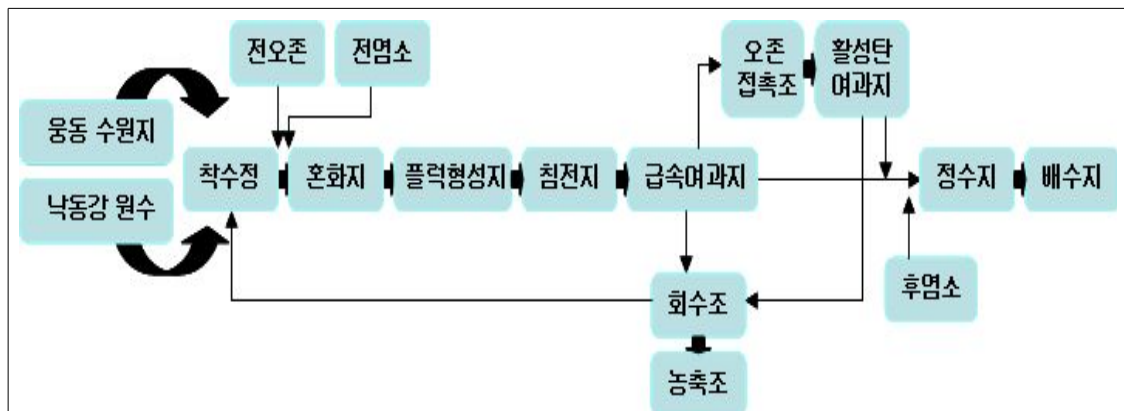 전오존
전염소
오존
접촉조
활성탄
여과지
웅동 수원지
낙동강 원수
착수정
혼화지
플럭형성지
침전지
급속여과지
정수지
배수지
회수조
후염소
농축조